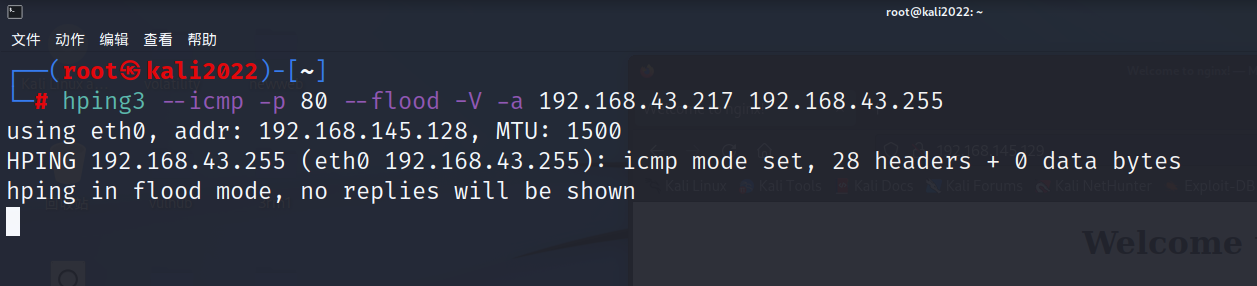 root@kali2022: ~
文件 动作 编辑 查看 帮助
┌──(root㉿kali2022)-[~]
└─# hping3 --icmp -p 80 --flood -V -a 192.168.43.217 192.168.43.255
using eth0, addr: 192.168.145.128, MTU: 1500
HPING 192.168.43.255 (eth0 192.168.43.255): icmp mode set, 28 headers + 0 data bytes
Kali Linux Kali Tools Kali Docs Kali Forums Kali NetHunter Exploit-DB
hping in flood mode, no replies will be shown
Welcome